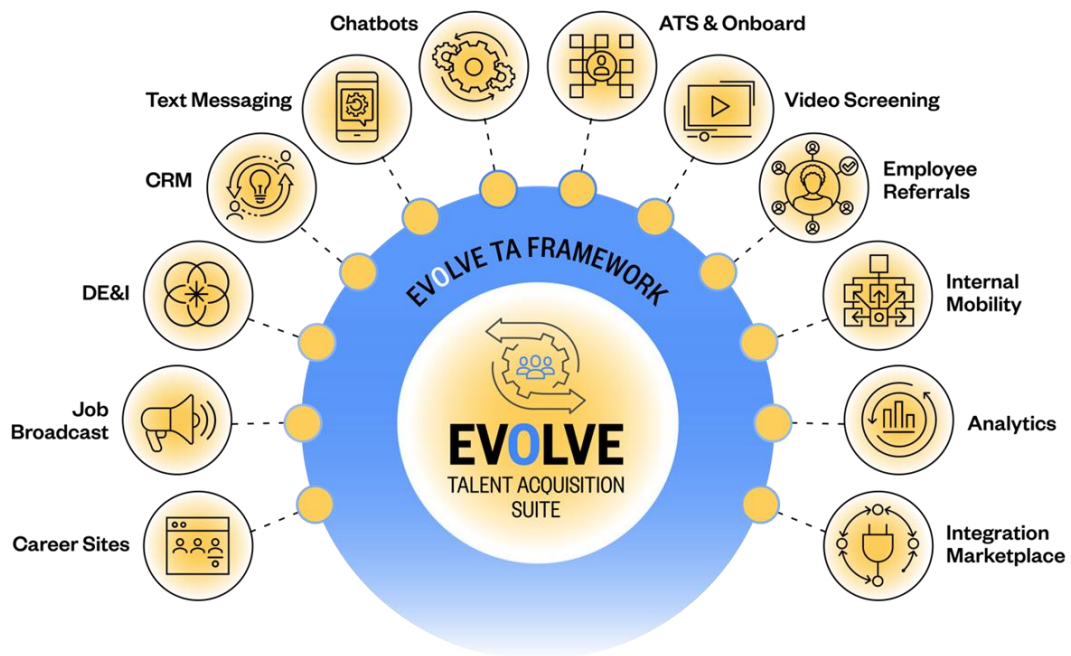 Chatbots
ATS & Onboard
Text Messaging
Video Screening
CRM
Employee
Referrals
DE&I
Internal
Mobility
Job
Broadcast
Analytics
Career Sites
Integration
Marketplace
EVOLVE TA FRAMEWORK
EVOLVE
TALENT ACQUISITION
SUITE